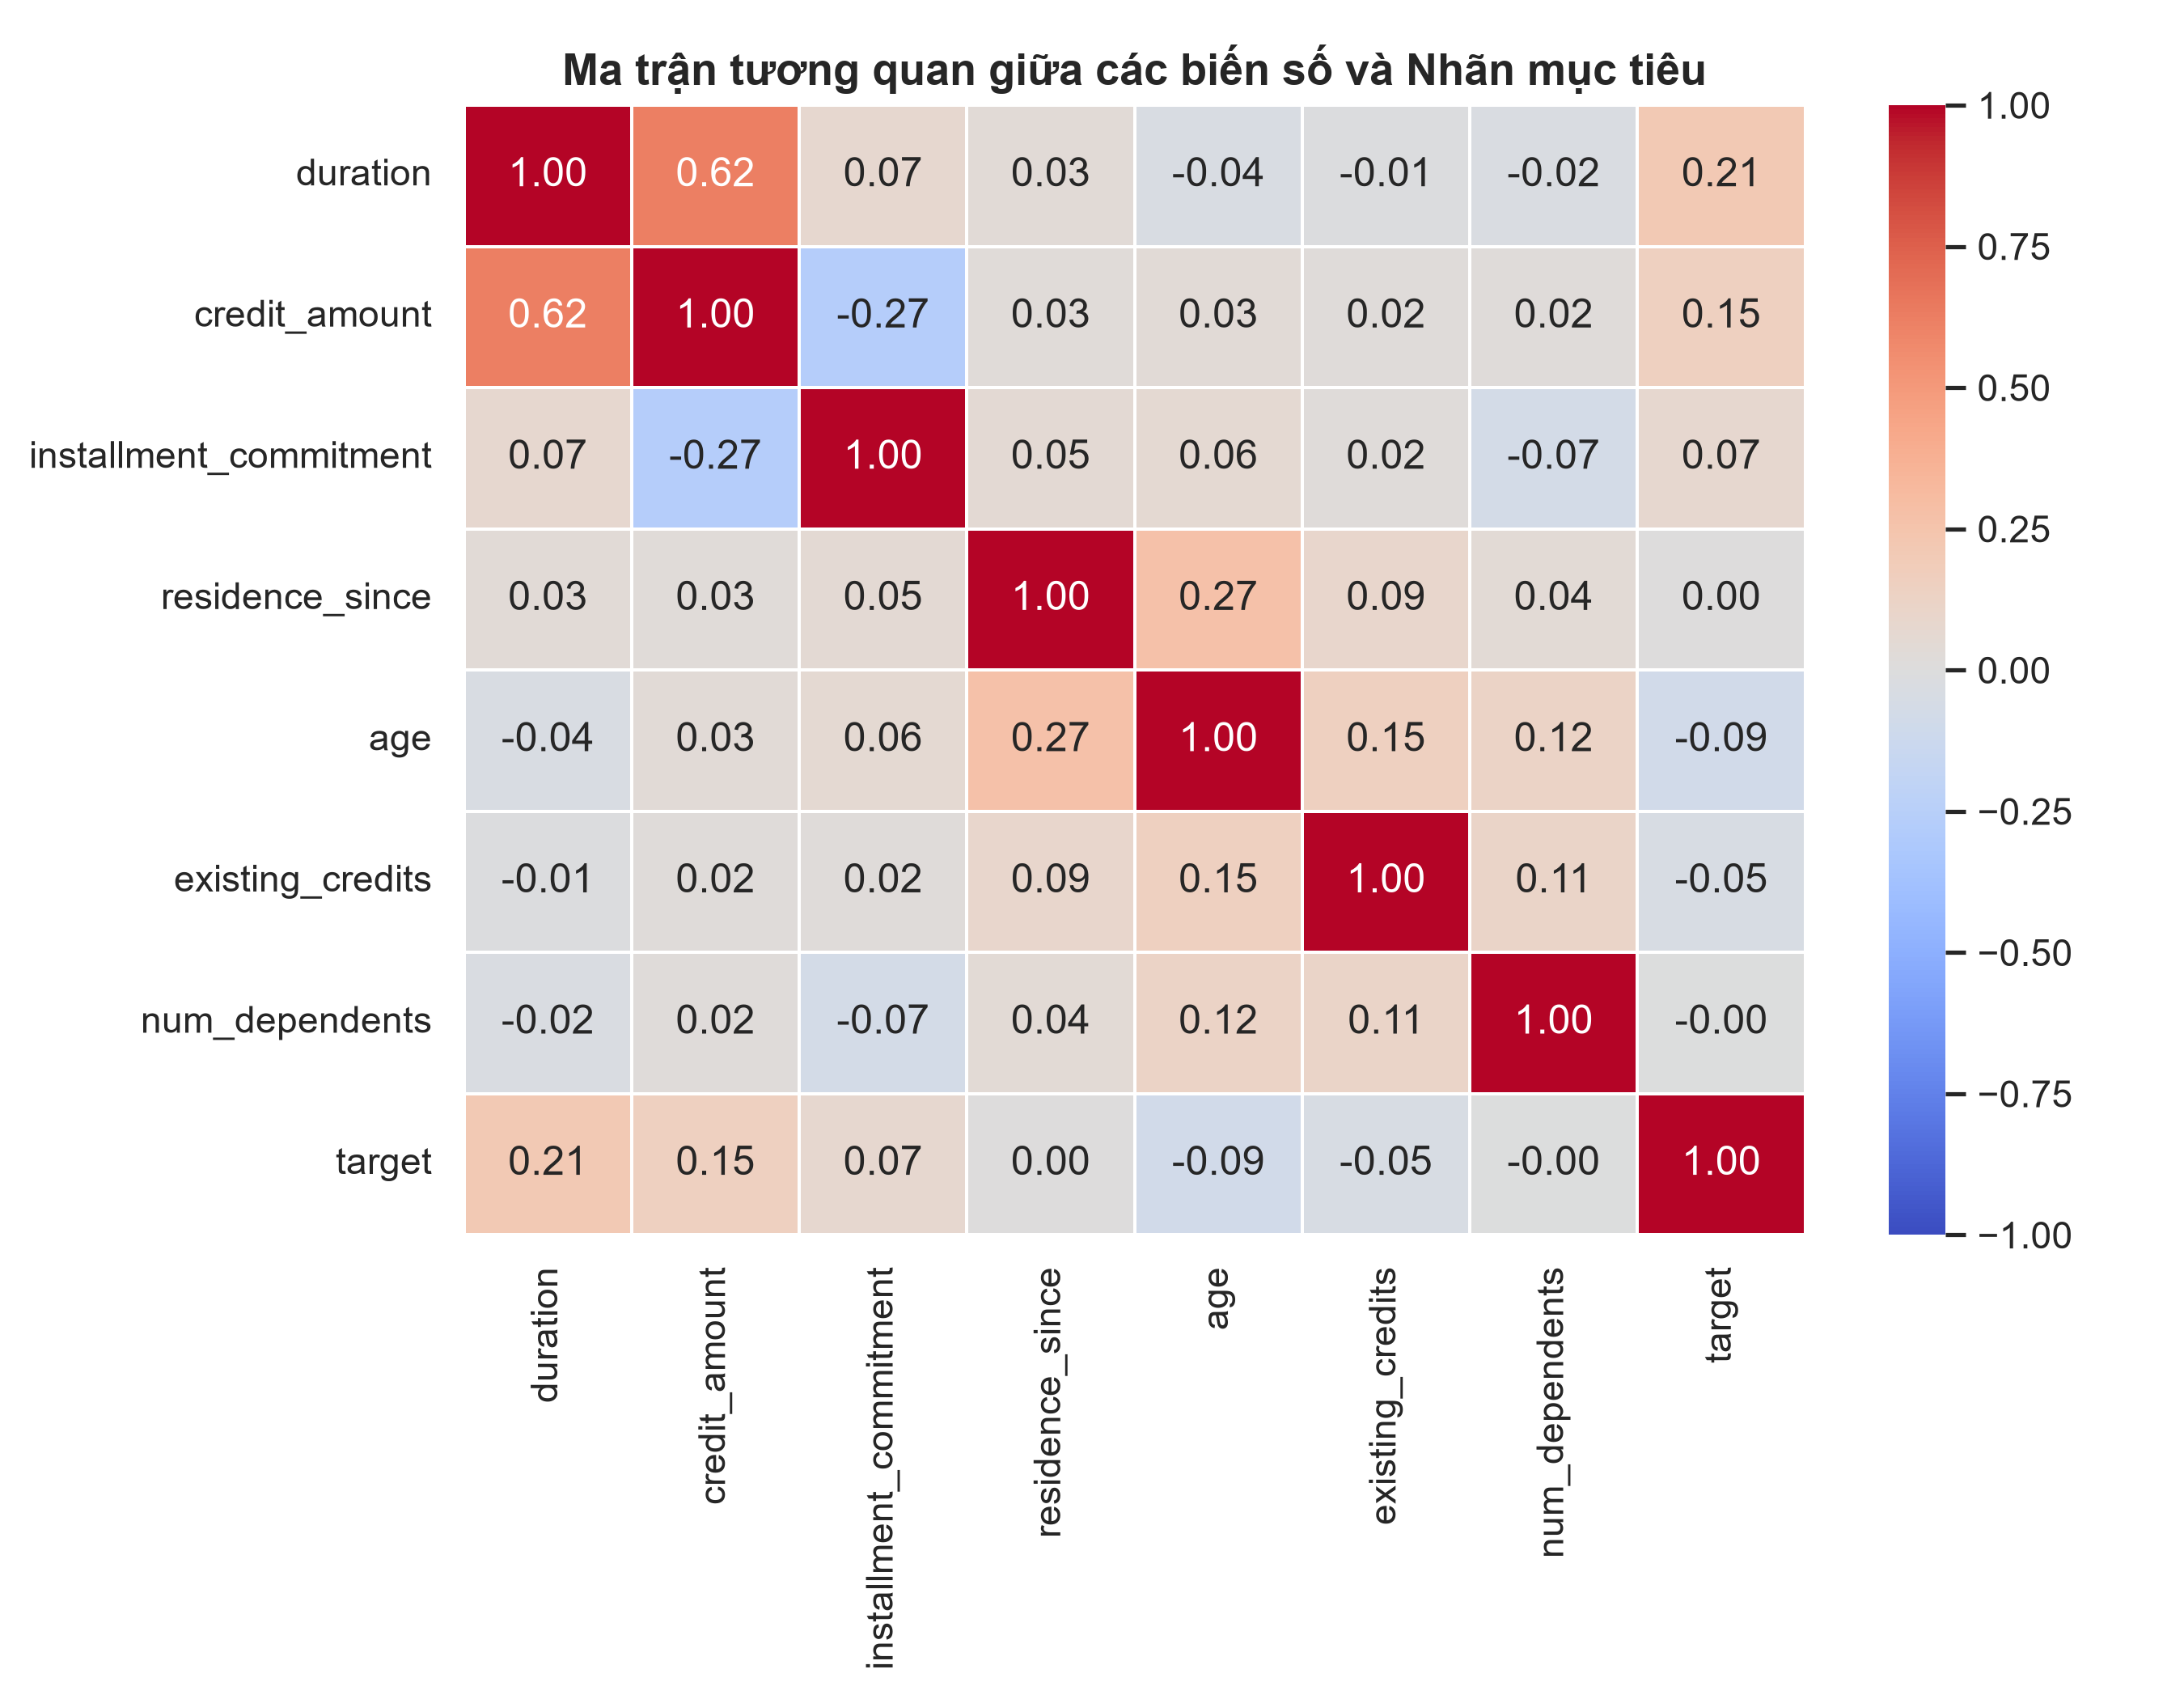 Ma trận tương quan giữa các biến số và Nhãn mục tiêu
duration 1.00 0.62 0.07 0.03 -0.04 -0.01 -0.02 0.21
credit_amount 0.62 1.00 -0.27 0.03 0.03 0.02 0.02 0.15
installment_commitment 0.07 -0.27 1.00 0.05 0.06 0.02 -0.07 0.07
residence_since 0.03 0.03 0.05 1.00 0.27 0.09 0.04 0.00
age -0.04 0.03 0.06 0.27 1.00 0.15 0.12 -0.09
existing_credits -0.01 0.02 0.02 0.09 0.15 1.00 0.11 -0.05
num_dependents -0.02 0.02 -0.07 0.04 0.12 0.11 1.00 -0.00
target 0.21 0.15 0.07 0.00 -0.09 -0.05 -0.00 1.00
duration
credit_amount
installment_commitment
residence_since
age
existing_credits
num_dependents
target
1.00
0.75
0.50
0.25
0.00
−0.25
−0.50
−0.75
−1.00